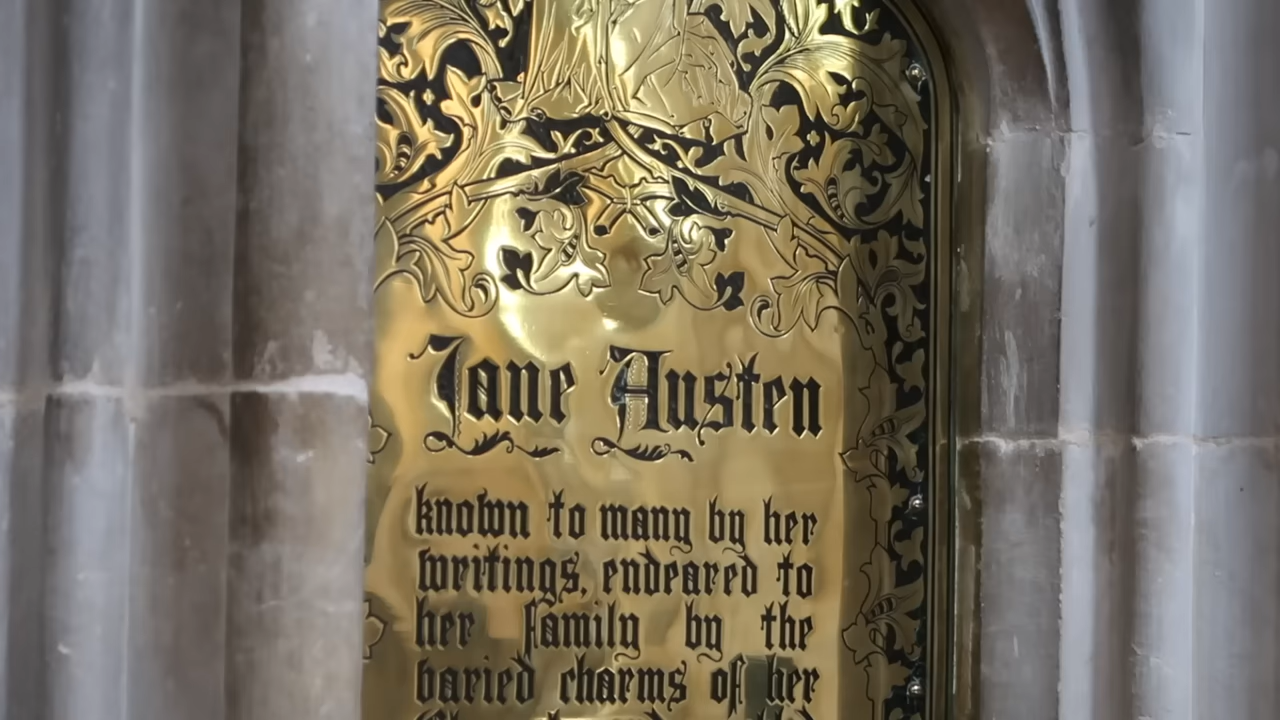 Jane Austen
known to many by her
writings, endeared to
her family by the
varied charms of her